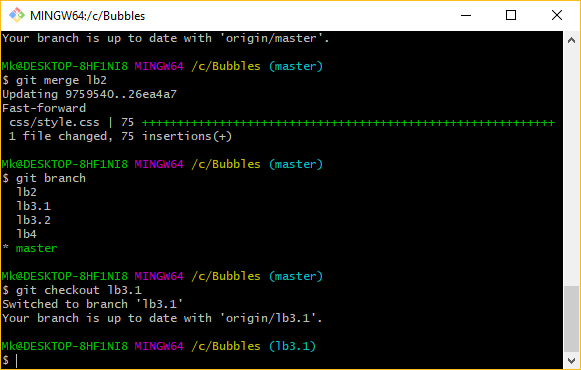 MINGW64:/c/Bubbles
Your branch is up to date with 'origin/master'.
Mk@DESKTOP-8HF1NI8 MINGW64 /c/Bubbles (master)
$ git merge lb2
Updating 9759540..26ea4a7
Fast-forward
css/style.css | 75 +++++++++++++++++++++++++++++++++++++++++++++++++++++++++++
1 file changed, 75 insertions(+)
Mk@DESKTOP-8HF1NI8 MINGW64 /c/Bubbles (master)
$ git branch
lb2
lb3.1
lb3.2
lb4
* master
Mk@DESKTOP-8HF1NI8 MINGW64 /c/Bubbles (master)
$ git checkout lb3.1
Switched to branch 'lb3.1'
Your branch is up to date with 'origin/lb3.1'.
Mk@DESKTOP-8HF1NI8 MINGW64 /c/Bubbles (lb3.1)
$